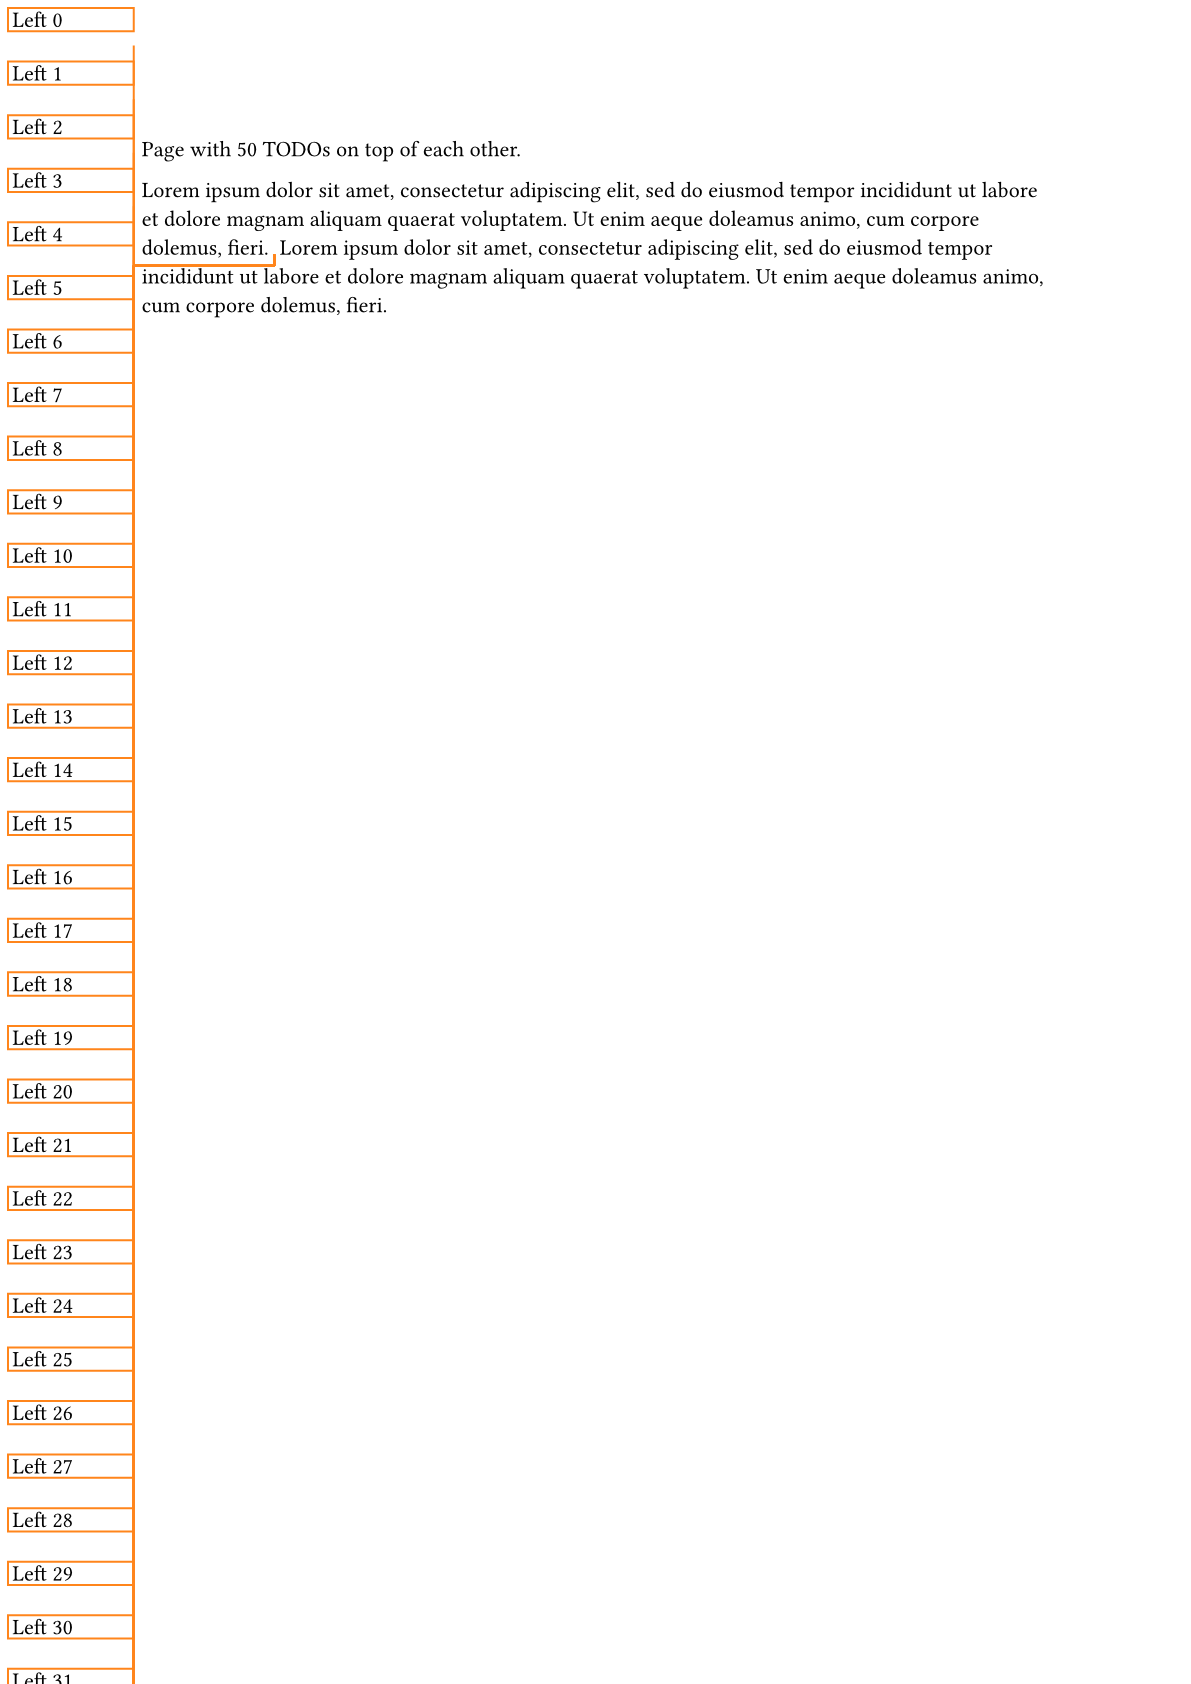 Left 0
Left 1
Left 2
Page with 50 TODOs on top of each other.
Left 3
Lorem ipsum dolor sit amet, consectetur adipiscing elit, sed do eiusmod tempor incididunt ut labore
et dolore magnam aliquam quaerat voluptatem. Ut enim aeque doleamus animo, cum corpore
Left 4
dolemus, fieri. Lorem ipsum dolor sit amet, consectetur adipiscing elit, sed do eiusmod tempor
incididunt ut labore et dolore magnam aliquam quaerat voluptatem. Ut enim aeque doleamus animo,
Left 5
cum corpore dolemus, fieri.
Left 6
Left 7
Left 8
Left 9
Left 10
Left 11
Left 12
Left 13
Left 14
Left 15
Left 16
Left 17
Left 18
Left 19
Left 20
Left 21
Left 22
Left 23
Left 24
Left 25
Left 26
Left 27
Left 28
Left 29
Left 30
Left 31